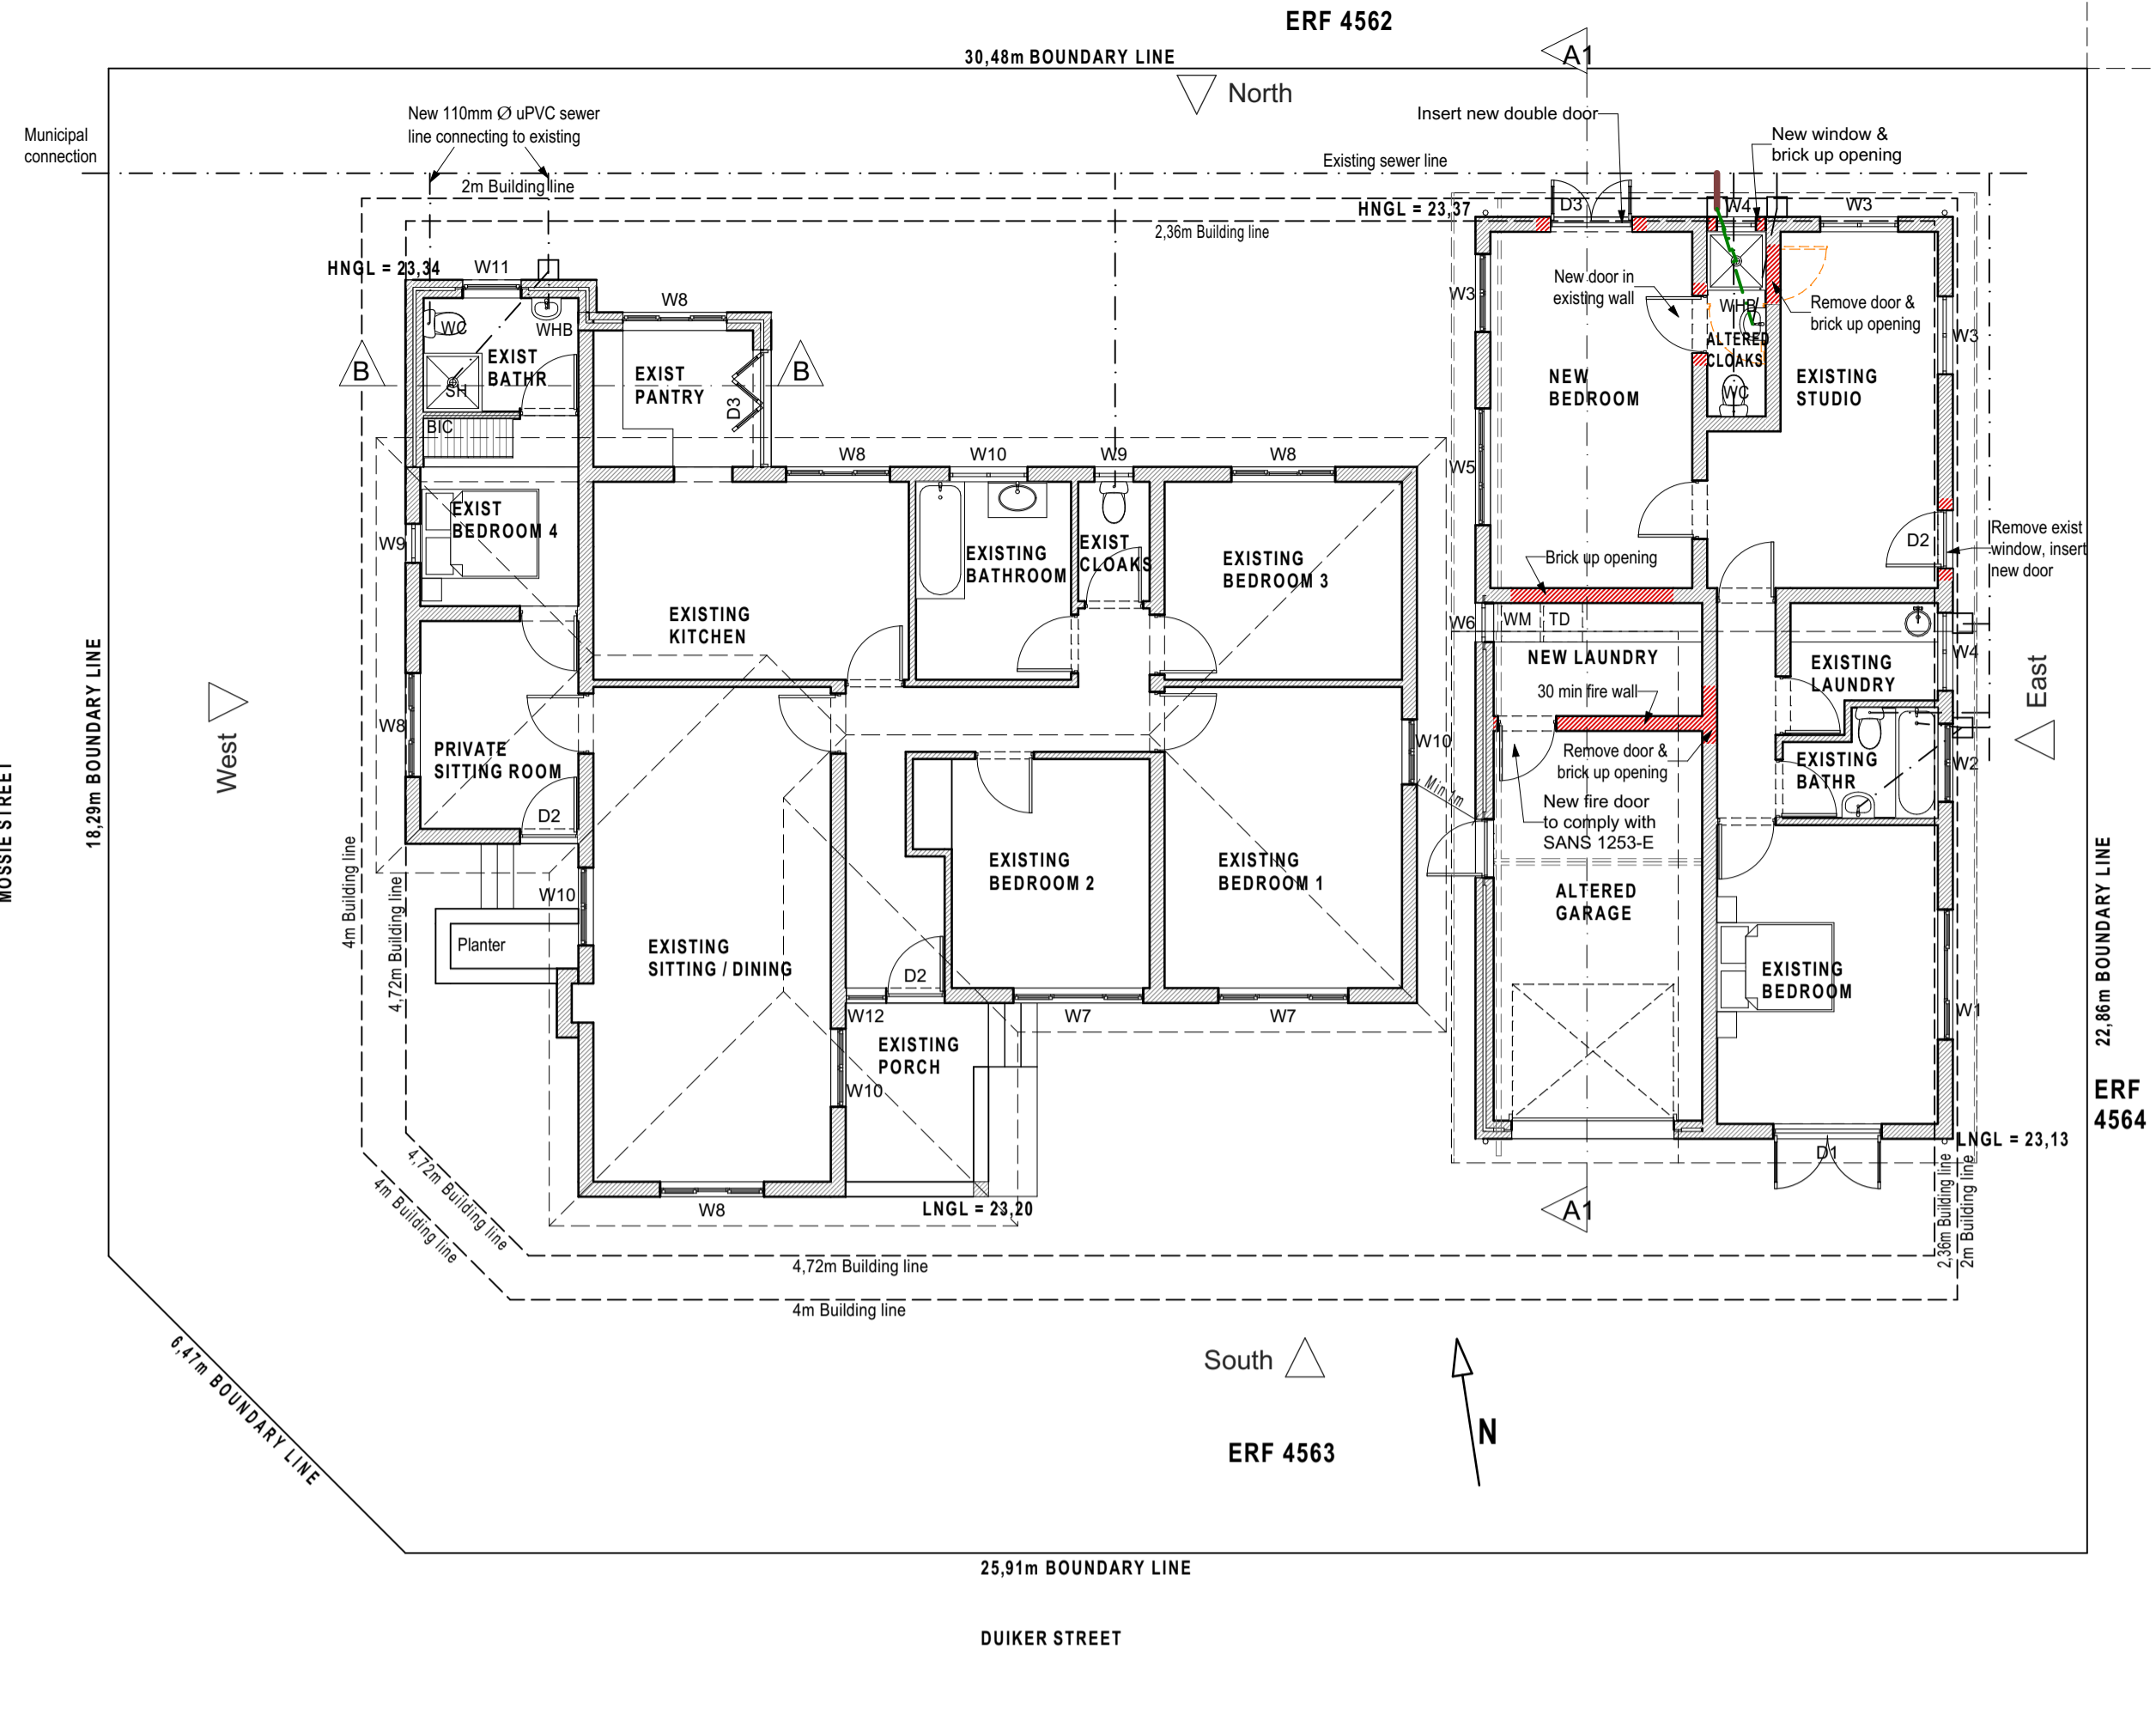 ERF 4562
30,48m BOUNDARY LINE
A1
North
New 110mm Ø uPVC sewer
line connecting to existing
Municipal
connection
Insert new double door
New window &
brick up opening
Existing sewer line
2m Building line
HNGL = 23,37
2,36m Building line
D3
W4
W3
HNGL = 23,34
W11
W8
WC
WHB
EXIST
BATHR
SH
BIC
B
B
EXIST
PANTRY
D3
W3
New door in
existing wall
WHB
ALTERED
CLOAKS
WC
Remove door &
brick up opening
W3
NEW
BEDROOM
EXISTING
STUDIO
W8
W10
W9
W8
W5
EXIST
BEDROOM 4
W9
EXISTING
BATHROOM
EXIST
CLOAKS
EXISTING
BEDROOM 3
Brick up opening
D2
Remove exist
window, insert
new door
EXISTING
KITCHEN
W6
WM
TD
NEW LAUNDRY
30 min fire wall
EXISTING
LAUNDRY
W4
East
18,29m BOUNDARY LINE
West
W8
PRIVATE
SITTING ROOM
D2
W10
Min 1m
Remove door &
brick up opening
EXISTING
BATHR
W2
New fire door
to comply with
SANS 1253-E
MOSSIE STREET
4m Building line
4,72m Building line
W10
Planter
EXISTING
SITTING / DINING
EXISTING
BEDROOM 2
EXISTING
BEDROOM 1
ALTERED
GARAGE
EXISTING
BEDROOM
W1
22,86m BOUNDARY LINE
D2
W12
W7
W7
EXISTING
PORCH
W10
ERF
4564
LNGL = 23,13
D1
W8
LNGL = 23,20
A1
4,72m Building line
4m Building line
2,36m Building line
2m Building line
4,72m Building line
4m Building line
6,47m BOUNDARY LINE
South
N
ERF 4563
25,91m BOUNDARY LINE
DUIKER STREET